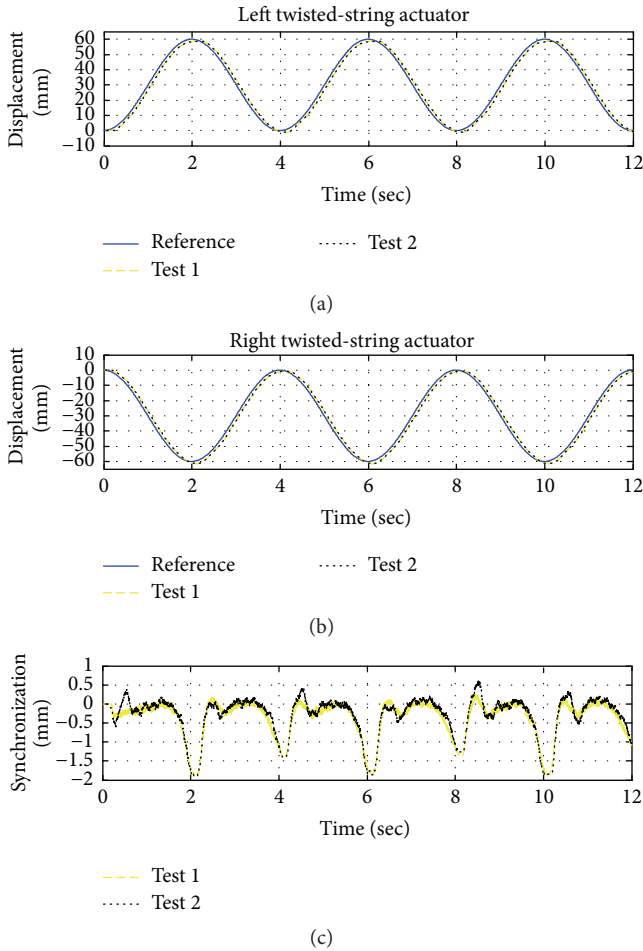 Left twisted-string actuator
Displacement
(mm)
60
50
40
30
20
10
0
−10
0 2 4 6 8 10 12
Time (sec)
Reference Test 2
Test 1
(a)
Right twisted-string actuator
Displacement
(mm)
10
0
−10
−20
−30
−40
−50
−60
0 2 4 6 8 10 12
Time (sec)
Reference Test 2
Test 1
(b)
Synchronization
(mm)
1
0.5
0
−0.5
−1
−1.5
−2
0 2 4 6 8 10 12
Time (sec)
Test 1
Test 2
(c)